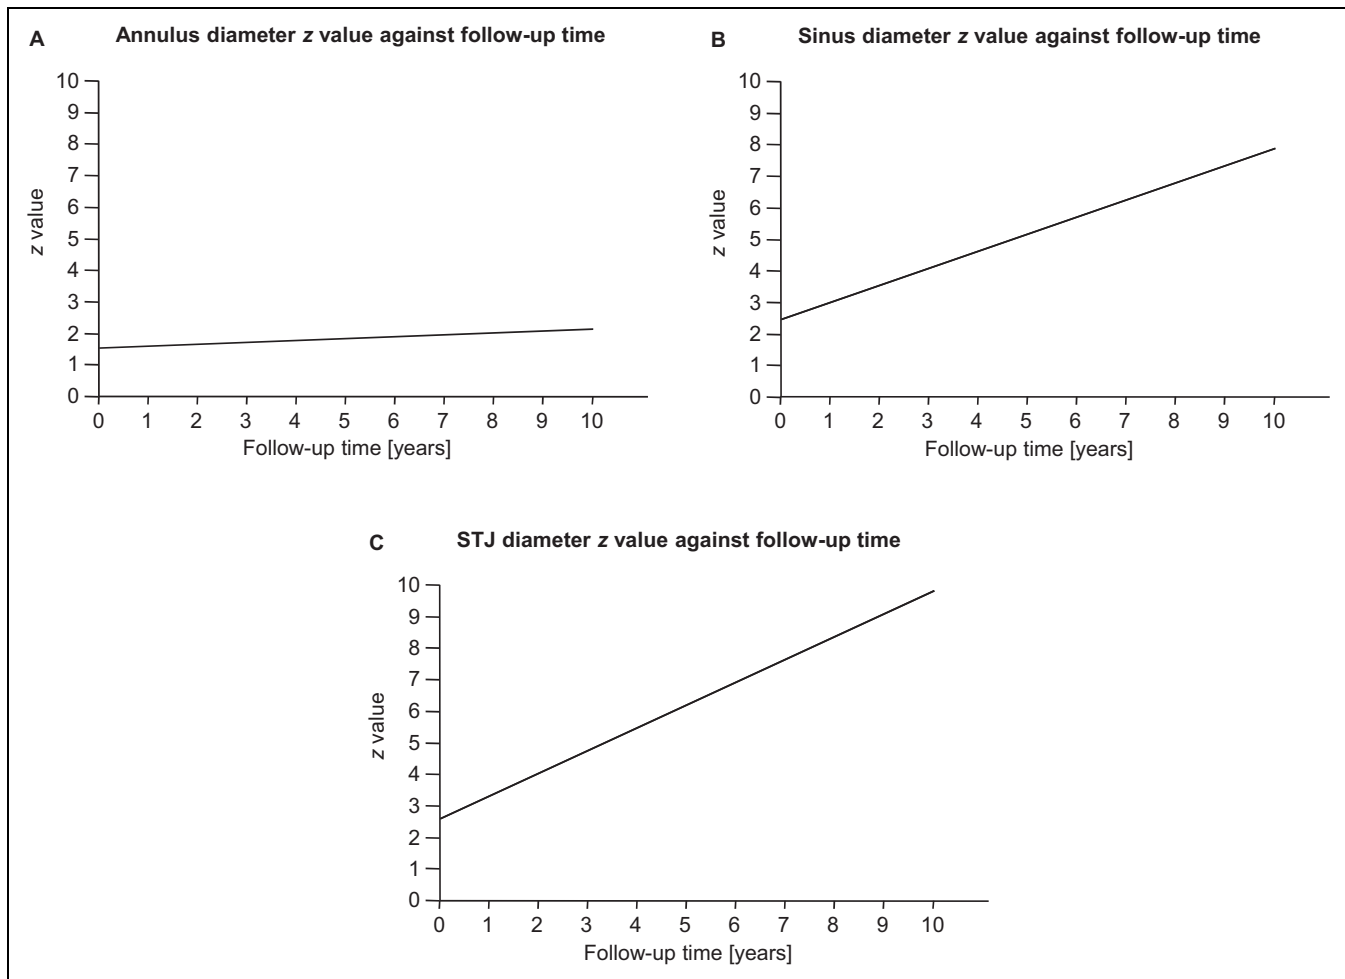 A Annulus diameter z value against follow-up time
10
9
8
7
6
5
4
3
2
1
0
z value
0 1 2 3 4 5 6 7 8 9 10
Follow-up time [years]
B Sinus diameter z value against follow-up time
10
9
8
7
6
5
4
3
2
1
0
z value
0 1 2 3 4 5 6 7 8 9 10
Follow-up time [years]
C STJ diameter z value against follow-up time
10
9
8
7
6
5
4
3
2
1
0
z value
0 1 2 3 4 5 6 7 8 9 10
Follow-up time [years]